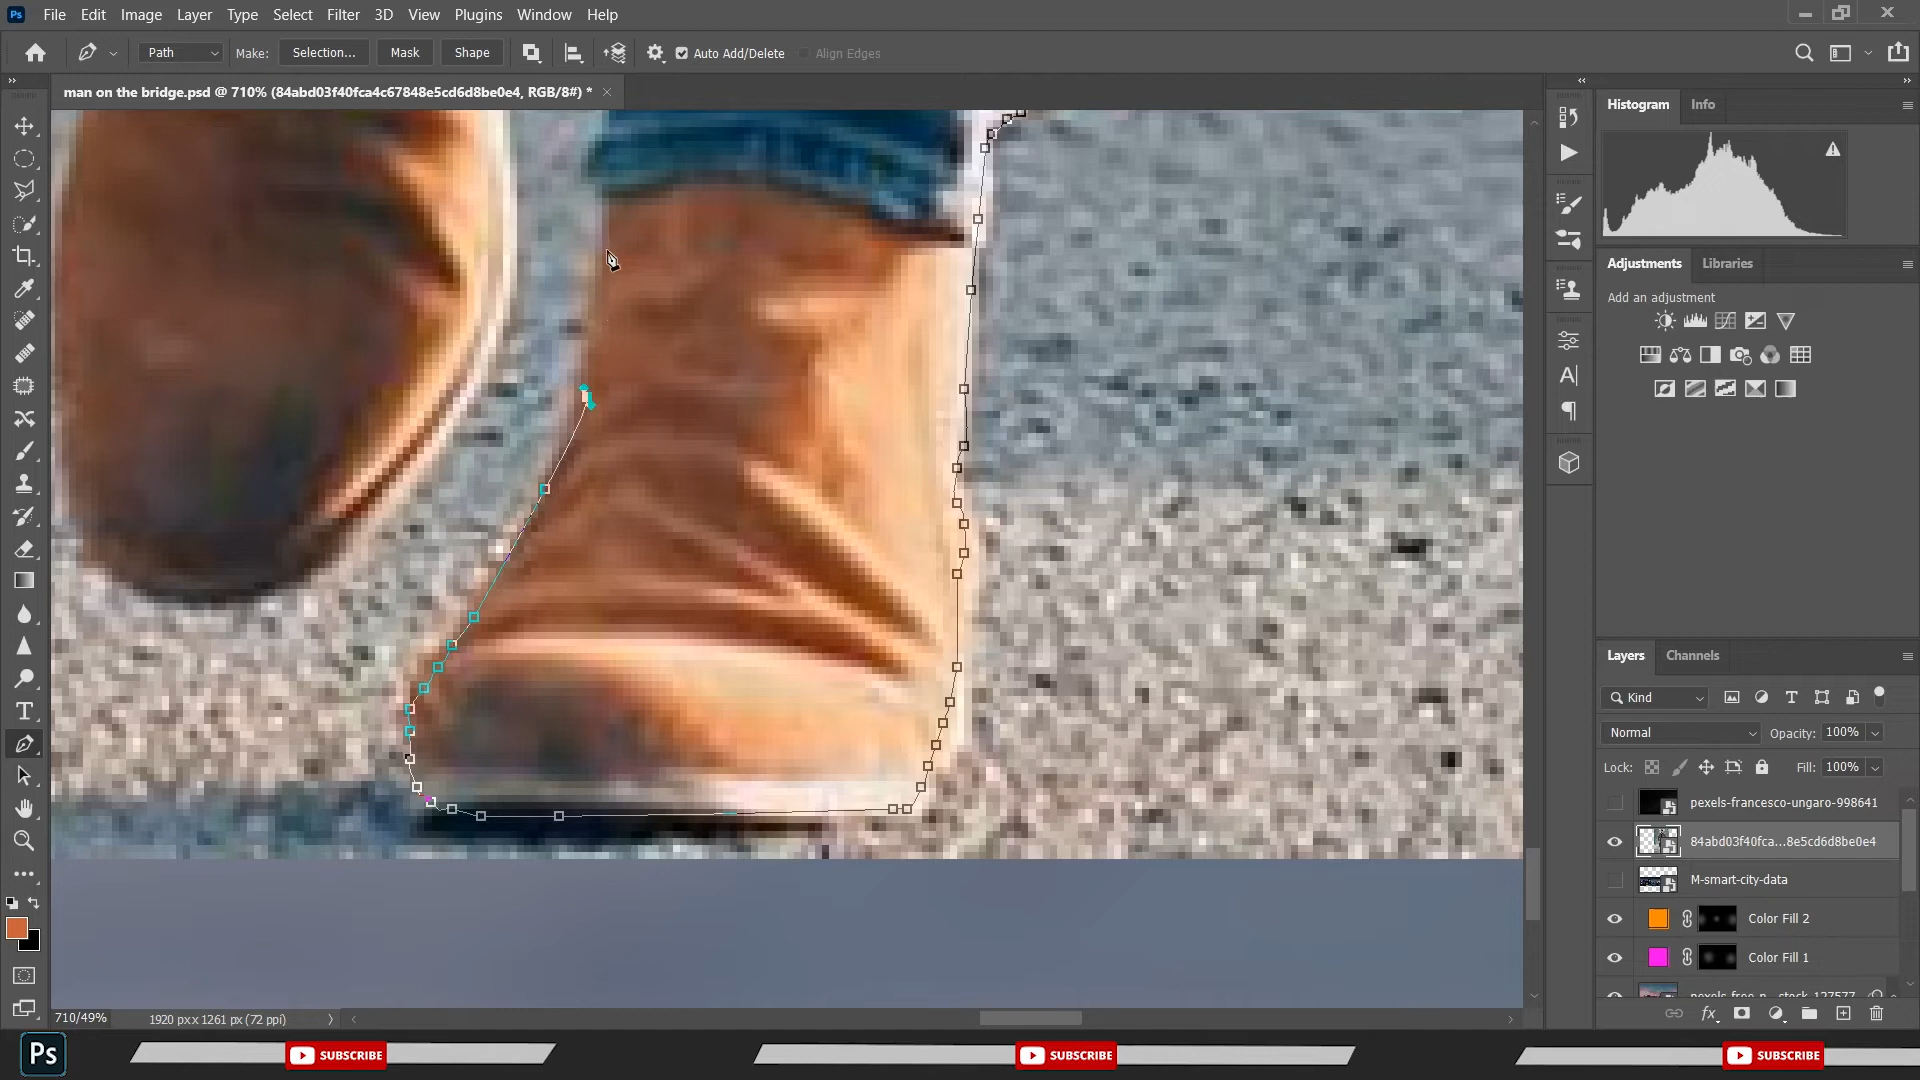 Ps File Edit Image Layer Type Select Filter 3D View Plugins Window Help
Path Make: Selection... Mask Shape Auto Add/Delete Align Edges
man on the bridge.psd @ 710% (84abd03f40fca4c67848e5cd6d8be0e4, RGB/8#) *
Histogram Info
Adjustments Libraries
Add an adjustment
Layers Channels
Kind
Normal Opacity: 100%
Lock: Fill: 100%
pexels-francesco-ungaro-998641
84abd03f40fca...8e5cd6d8be0e4
M-smart-city-data
Color Fill 2
Color Fill 1
710/49% 1920 px x 1261 px (72 ppi)
Ps SUBSCRIBE SUBSCRIBE SUBSCRIBE